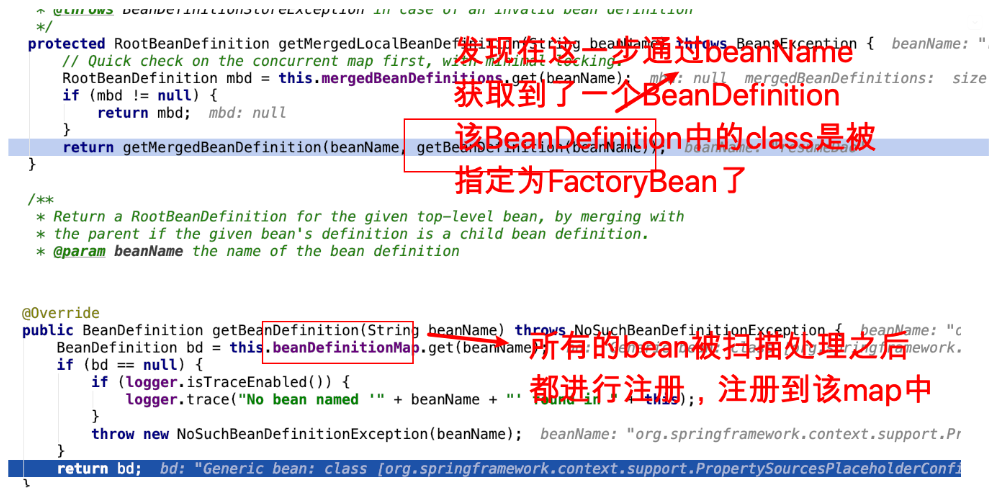 * @throws BeanDefinitionStoreException in case of an invalid bean definition
*/
protected RootBeanDefinition getMergedLocalBeanDefinition(String beanName) throws BeansException { beanName: "
// Quick check on the concurrent map first, with minimal locking.
RootBeanDefinition mbd = this.mergedBeanDefinitions.get(beanName); mbd: null mergedBeanDefinitions: size
if (mbd != null) {
return mbd; mbd: null
}
return getMergedBeanDefinition(beanName, getBeanDefinition(beanName)); beanName: "resumeDao"
}
发现在这一步通过beanName
获取到了一个BeanDefinition
该BeanDefinition中的class是被
指定为FactoryBean了
/**
* Return a RootBeanDefinition for the given top-level bean, by merging with
* the parent if the given bean's definition is a child bean definition.
* @param beanName the name of the bean definition
@Override
public BeanDefinition getBeanDefinition(String beanName) throws NoSuchBeanDefinitionException { beanName: "o
BeanDefinition bd = this.beanDefinitionMap.get(beanName); [org.springframework.
if (bd == null) {
if (logger.isTraceEnabled()) {
logger.trace("No bean named '" + beanName + "' found in " + this);
}
throw new NoSuchBeanDefinitionException(beanName); beanName: "org.springframework.context.support.Pr
}
return bd; bd: "Generic bean: class [org.springframework.context.support.PropertySourcesPlaceholderConfi
}
所有的bean被扫描处理之后
都进行注册，注册到该map中